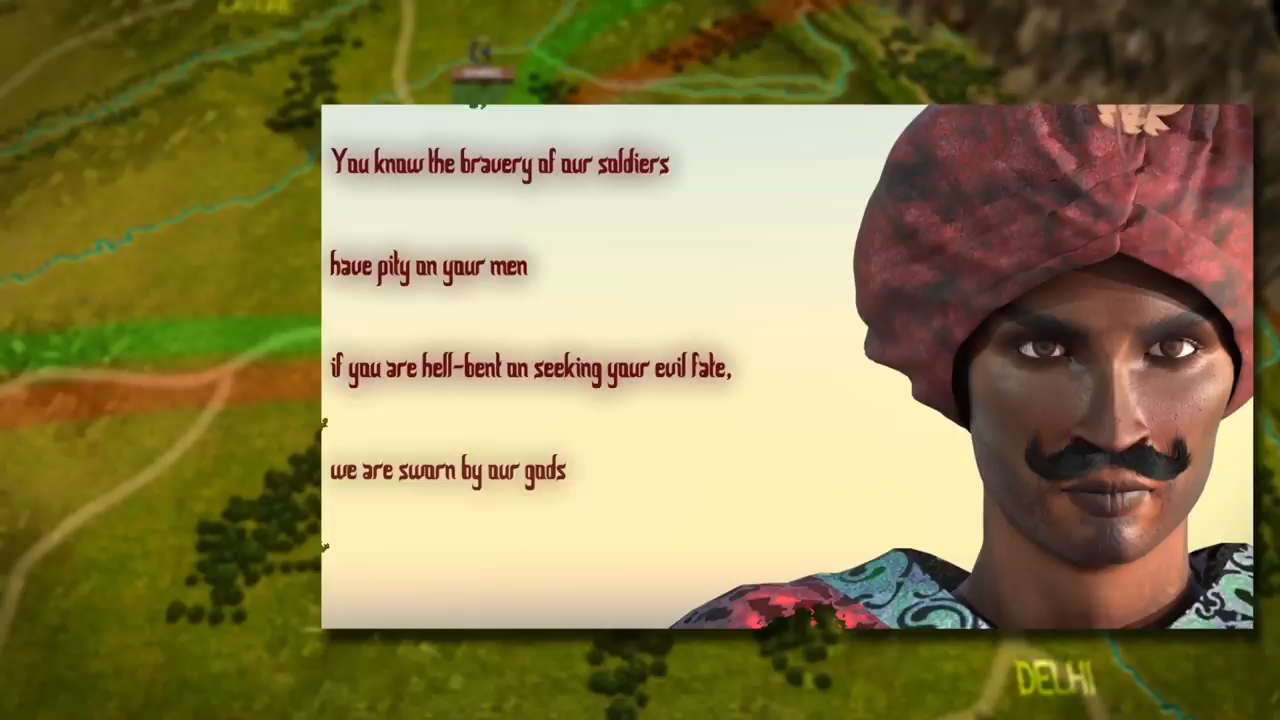 You know the bravery of our soldiers
have pity on your men
if you are hell-bent on seeking your evil fate,
we are sworn by our gods
DELHI